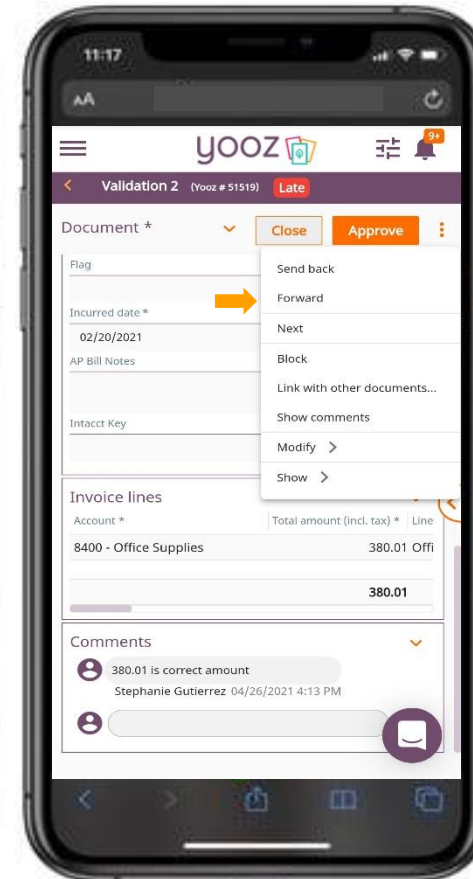 11:17
AA
yooz
9+
Validation 2 (Yooz # 51519) Late
Document * Close Approve
Flag
Incurred date *
02/20/2021
AP Bill Notes
Intacct Key
Send back
Forward
Next
Block
Link with other documents...
Show comments
Modify
Show
Invoice lines
Account * Total amount (incl. tax) * Line
8400 - Office Supplies 380.01 Offi
380.01
Comments
380.01 is correct amount
Stephanie Gutierrez 04/26/2021 4:13 PM